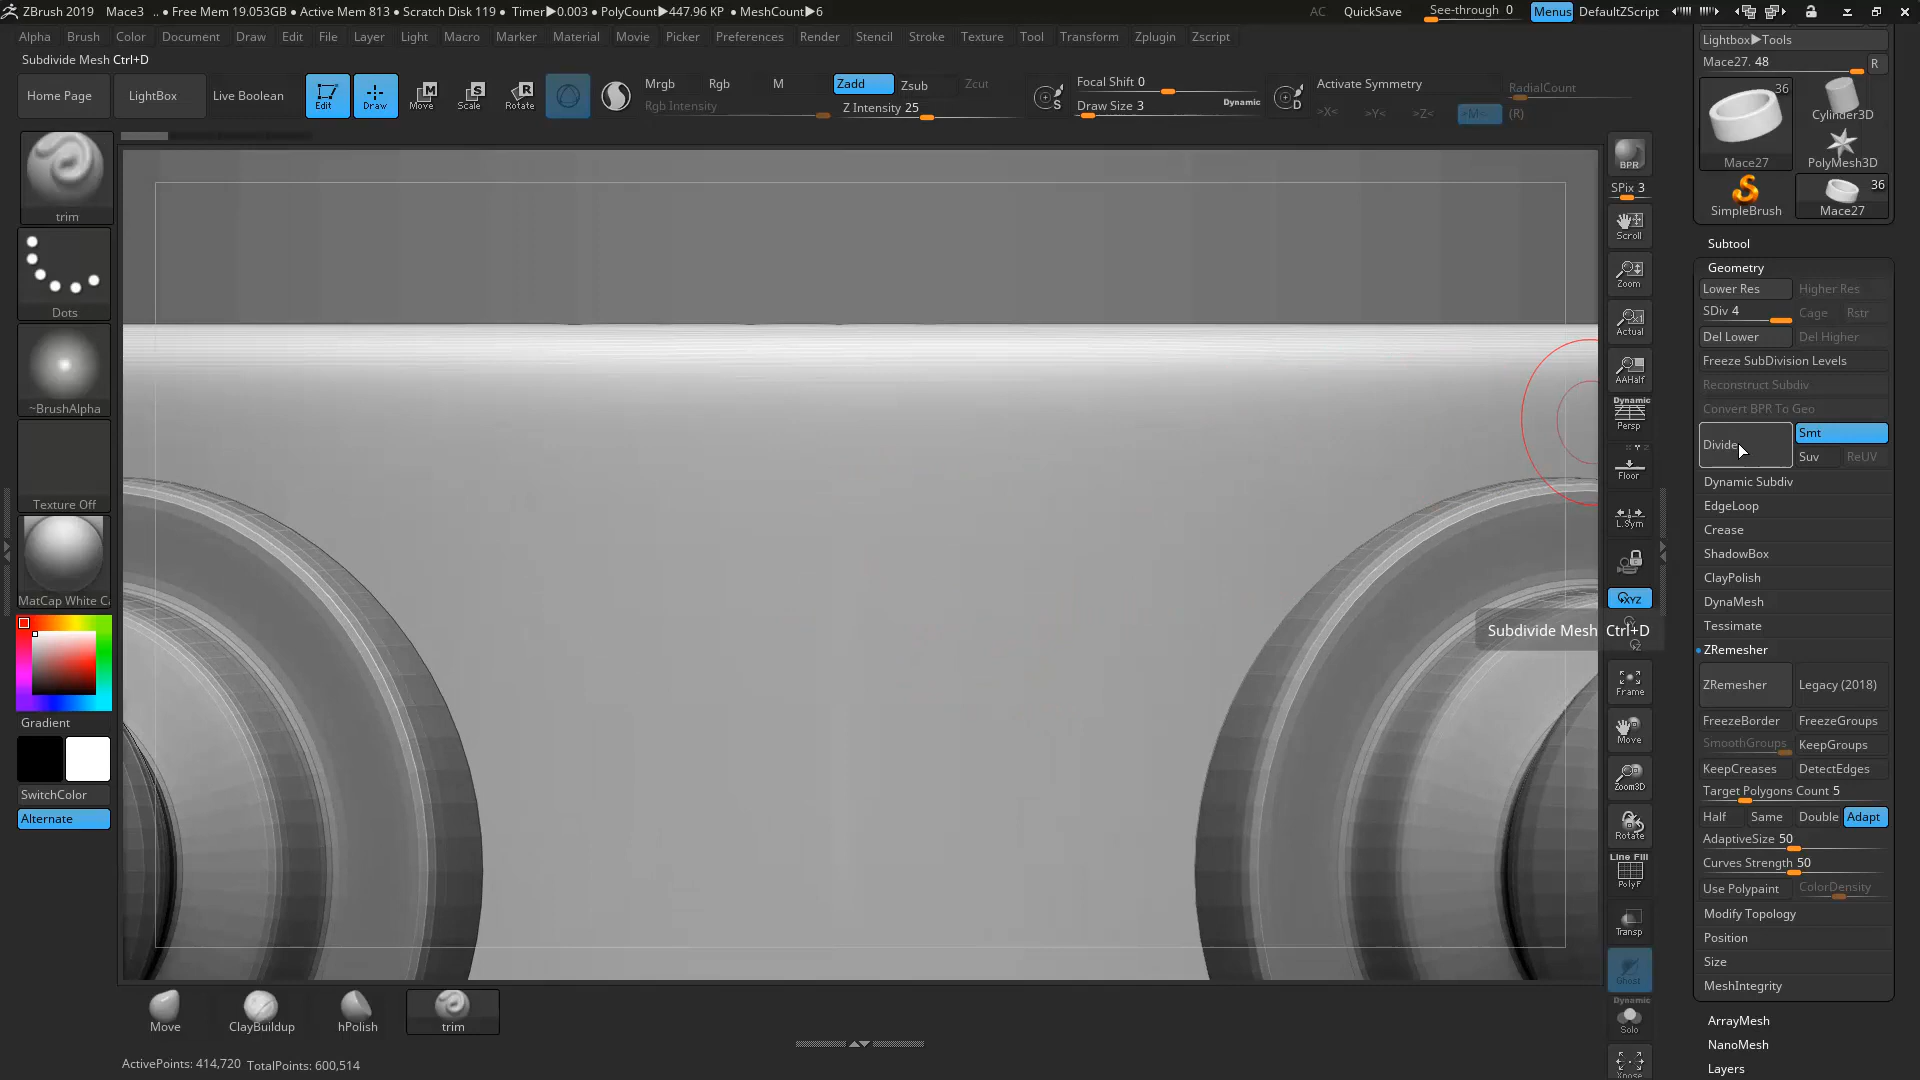 ZBrush 2019 Mace3 .. • Free Mem 19.053GB • Active Mem 813 • Scratch Disk 119 • Timer▶0.003 • PolyCount▶447.96 KP • MeshCount▶6 AC QuickSave See-through 0 Menus DefaultZScript
Alpha Brush Color Document Draw Edit File Layer Light Macro Marker Material Movie Picker Preferences Render Stencil Stroke Texture Tool Transform Zplugin Zscript
Subdivide Mesh Ctrl+D
Home Page LightBox Live Boolean Edit Draw Move Scale Rotate
Mrgb Rgb M Zadd Zsub Zcut
Rgb Intensity Z Intensity 25
Focal Shift 0
Draw Size 3 Dynamic
Activate Symmetry RadialCount
>X< >Y< >Z< >M< (R)
trim
Dots
~BrushAlpha
Texture Off
MatCap White C
Gradient
SwitchColor
Alternate
Subdivide Mesh Ctrl+D
BPR
SPix 3
Scroll
Zoom
Actual
AAHalf
Dynamic
Persp
Floor
L.Sym
XYZ
Frame
Move
Zoom3D
Rotate
Line Fill
PolyF
Transp
Ghost
Dynamic
Solo
Xpose
Lightbox▶Tools
Mace27. 48 R
36
Mace27
Cylinder3D
PolyMesh3D
SimpleBrush
36
Mace27
Subtool
Geometry
Lower Res Higher Res
SDiv 4 Cage Rstr
Del Lower Del Higher
Freeze SubDivision Levels
Reconstruct Subdiv
Convert BPR To Geo
Divide Smt
Suv ReUV
Dynamic Subdiv
EdgeLoop
Crease
ShadowBox
ClayPolish
DynaMesh
Tessimate
ZRemesher
ZRemesher Legacy (2018)
FreezeBorder FreezeGroups
SmoothGroups KeepGroups
KeepCreases DetectEdges
Target Polygons Count 5
Half Same Double Adapt
AdaptiveSize 50
Curves Strength 50
Use Polypaint ColorDensity
Modify Topology
Position
Size
MeshIntegrity
ArrayMesh
NanoMesh
Layers
Move ClayBuildup hPolish trim
ActivePoints: 414,720 TotalPoints: 600,514